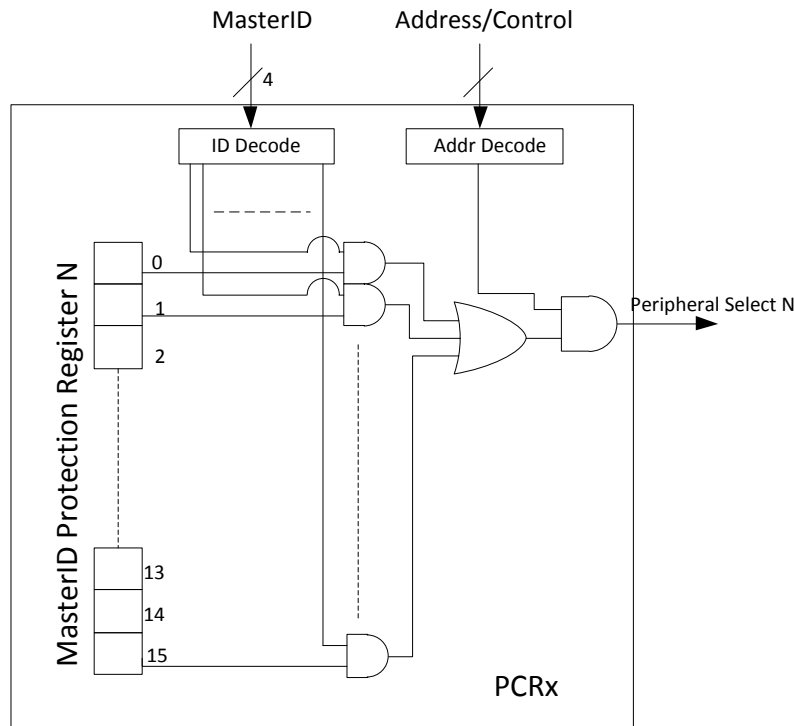 MasterID
Address/Control
4
ID Decode
Addr Decode
MasterID Protection Register N
0
1
2
Peripheral Select N
13
14
15
PCRx